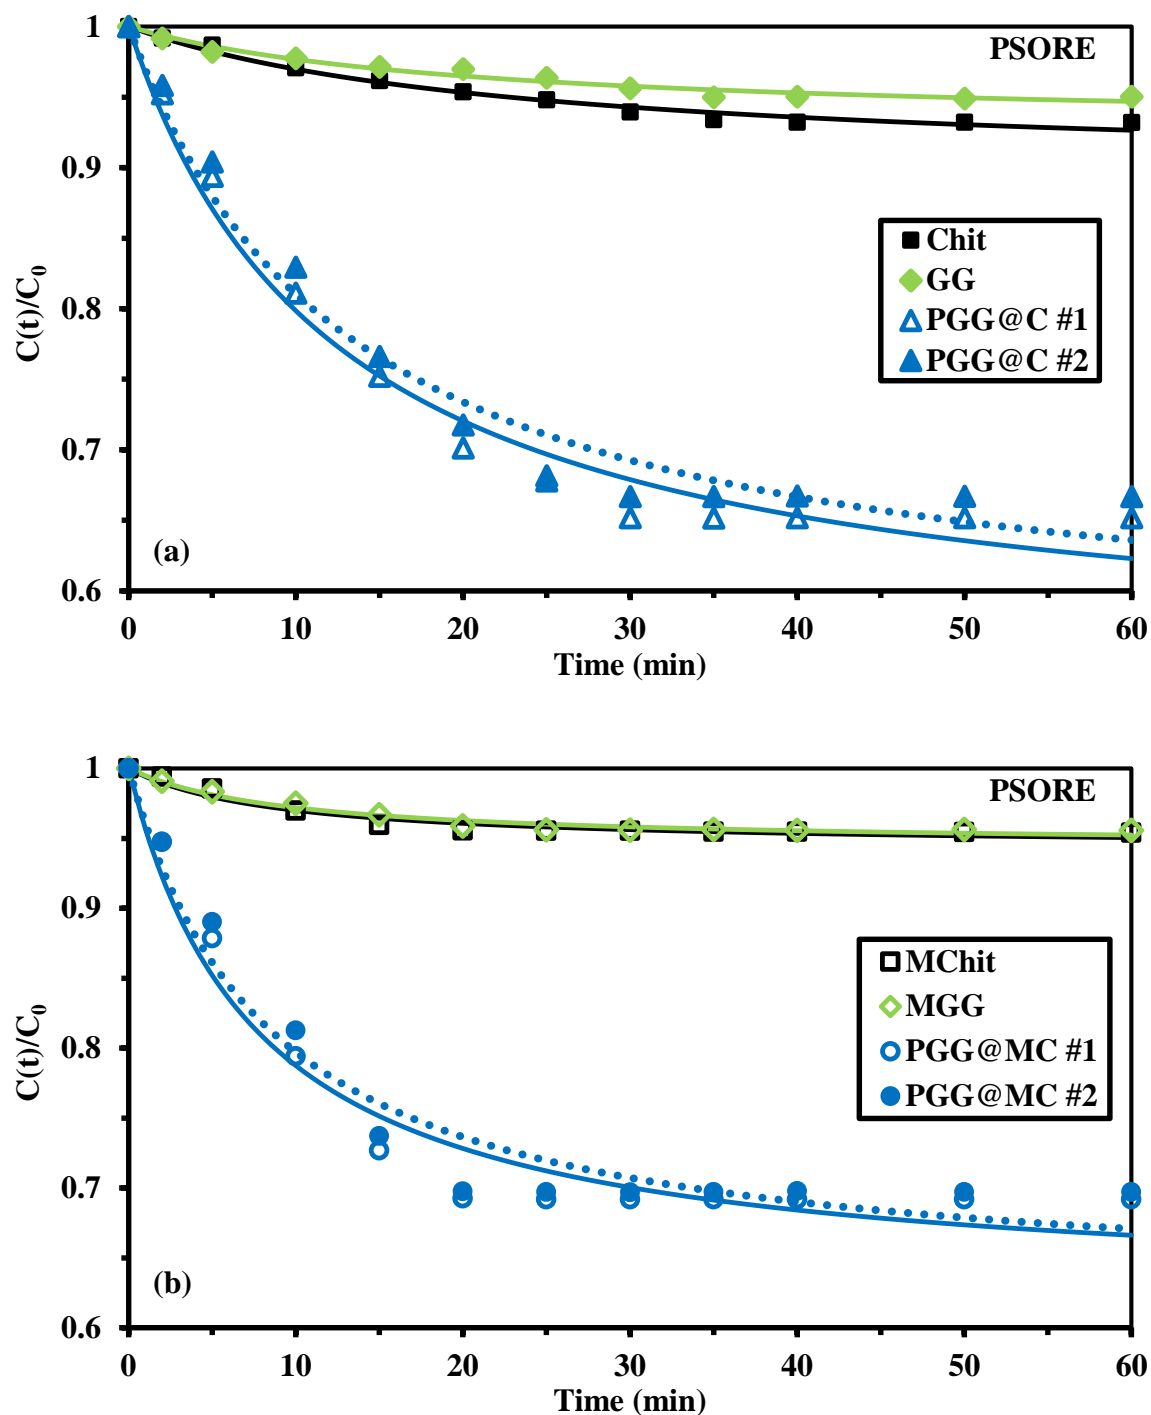 1
PSORE
0.9
Chit
GG
PGG@C #1
PGG@C #2
0.8
C(t)/C₀
0.7
(a)
0.6
0 10 20 30 40 50 60
Time (min)
1
PSORE
0.9
MChit
MGG
PGG@MC #1
PGG@MC #2
0.8
C(t)/C₀
0.7
(b)
0.6
0 10 20 30 40 50 60
Time (min)